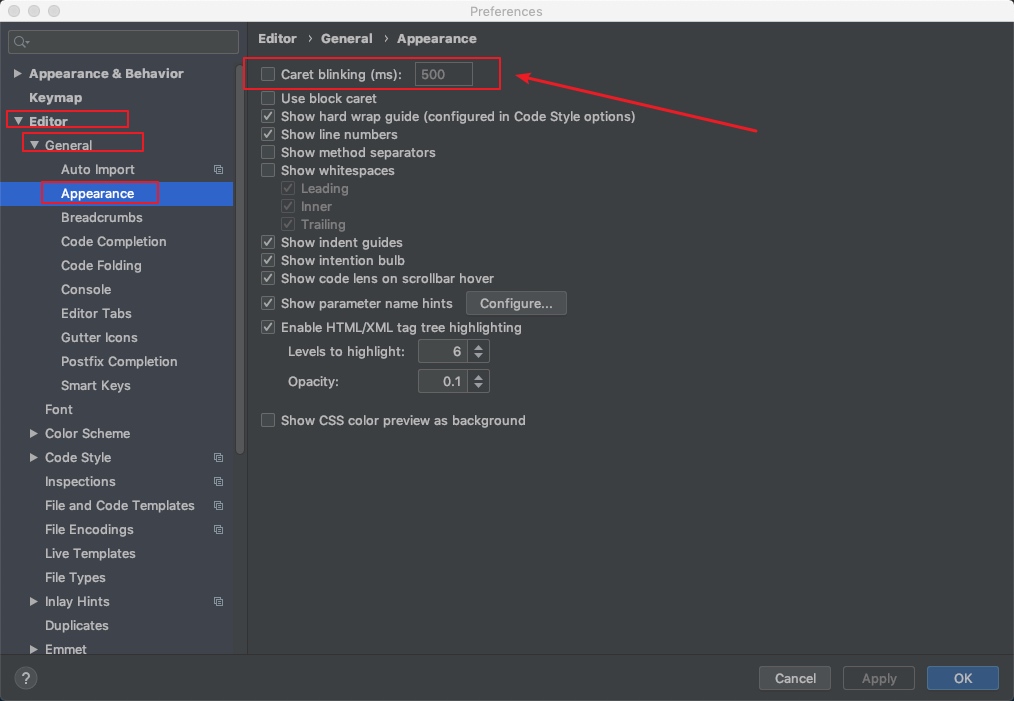 Preferences
Appearance & Behavior
Keymap
Editor
General
Auto Import
Appearance
Breadcrumbs
Code Completion
Code Folding
Console
Editor Tabs
Gutter Icons
Postfix Completion
Smart Keys
Font
Color Scheme
Code Style
Inspections
File and Code Templates
File Encodings
Live Templates
File Types
Inlay Hints
Duplicates
Emmet
Editor › General › Appearance
Caret blinking (ms): 500
Use block caret
Show hard wrap guide (configured in Code Style options)
Show line numbers
Show method separators
Show whitespaces
Leading
Inner
Trailing
Show indent guides
Show intention bulb
Show code lens on scrollbar hover
Show parameter name hints Configure...
Enable HTML/XML tag tree highlighting
Levels to highlight: 6
Opacity: 0.1
Show CSS color preview as background
? Cancel Apply OK